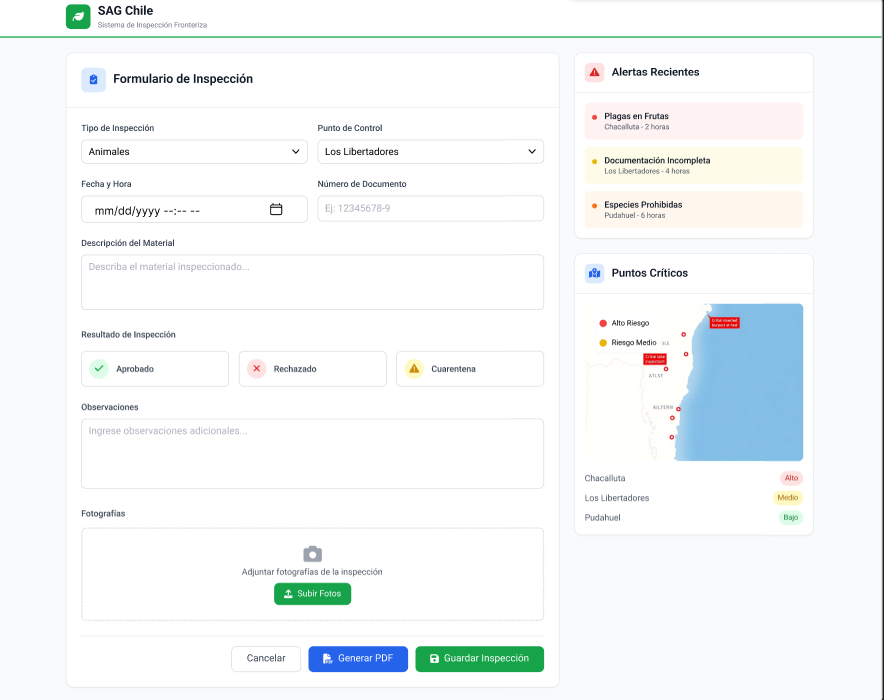 SAG Chile
Sistema de Inspección Fronteriza
Formulario de Inspección
Tipo de Inspección
Punto de Control
Animales
Los Libertadores
Fecha y Hora
Número de Documento
mm/dd/yyyy --:-- --
Ej: 12345678-9
Descripción del Material
Describa el material inspeccionado...
Resultado de Inspección
Aprobado
Rechazado
Cuarentena
Observaciones
Ingrese observaciones adicionales...
Fotografías
Adjuntar fotografías de la inspección
Subir Fotos
Cancelar
Generar PDF
Guardar Inspección
Alertas Recientes
Plagas en Frutas
Chacalluta - 2 horas
Documentación Incompleta
Los Libertadores - 4 horas
Especies Prohibidas
Pudahuel - 6 horas
Puntos Críticos
Alto Riesgo
Riesgo Medio
ATLST
AILTERN
Chacalluta
Alto
Los Libertadores
Medio
Pudahuel
Bajo